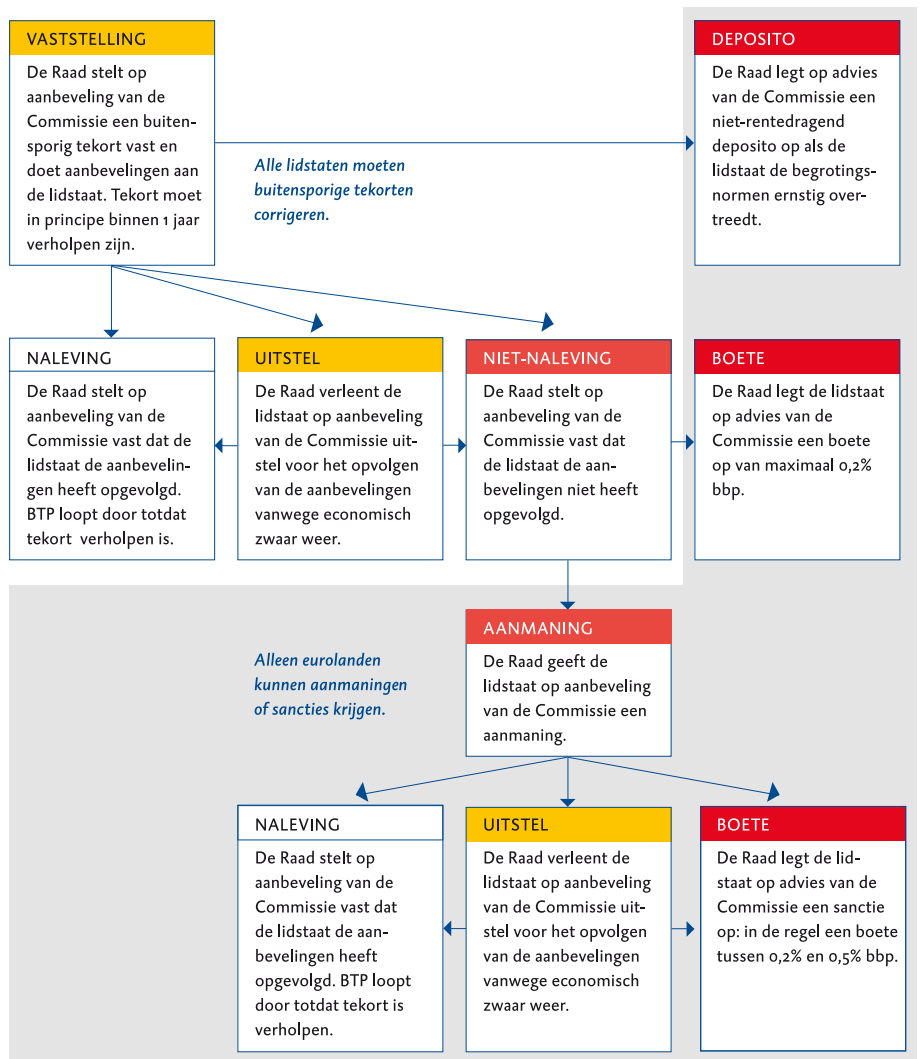 VASTSTELLING
De Raad stelt op
aanbeveling van de
Commissie een buiten-
sporig tekort vast en
doet aanbevelingen aan
de lidstaat. Tekort moet
in principe binnen 1 jaar
verholpen zijn.
Alle lidstaten moeten
buitensporige tekorten
corrigeren.
DEPOSITO
De Raad legt op advies
van de Commissie een
niet-rentedragend
deposito op als de
lidstaat de begrotings-
normen ernstig over-
treedt.
NALEVING
De Raad stelt op
aanbeveling van de
Commissie vast dat de
lidstaat de aanbevelin-
gen heeft opgevolgd.
BTP loopt door totdat
tekort verholpen is.
UITSTEL
De Raad verleent de
lidstaat op aanbeveling
van de Commissie uit-
stel voor het opvolgen
van de aanbevelingen
vanwege economisch
zwaar weer.
NIET-NALEVING
De Raad stelt op
aanbeveling van de
Commissie vast dat
de lidstaat de aan-
bevelingen niet heeft
opgevolgd.
BOETE
De Raad legt de lidstaat
op advies van de
Commissie een boete
op van maximaal 0,2%
bbp.
Alleen eurolanden
kunnen aanmaningen
of sancties krijgen.
AANMANING
De Raad geeft de
lidstaat op aanbeveling
van de Commissie een
aanmaning.
NALEVING
De Raad stelt op
aanbeveling van de
Commissie vast dat
de lidstaat de aan-
bevelingen heeft
opgevolgd. BTP loopt
door totdat tekort is
verholpen.
UITSTEL
De Raad verleent de
lidstaat op aanbeveling
van de Commissie uit-
stel voor het opvolgen
van de aanbevelingen
vanwege economisch
zwaar weer.
BOETE
De Raad legt de lid-
staat op advies van de
Commissie een sanctie
op: in de regel een boete
tussen 0,2% en 0,5% bbp.